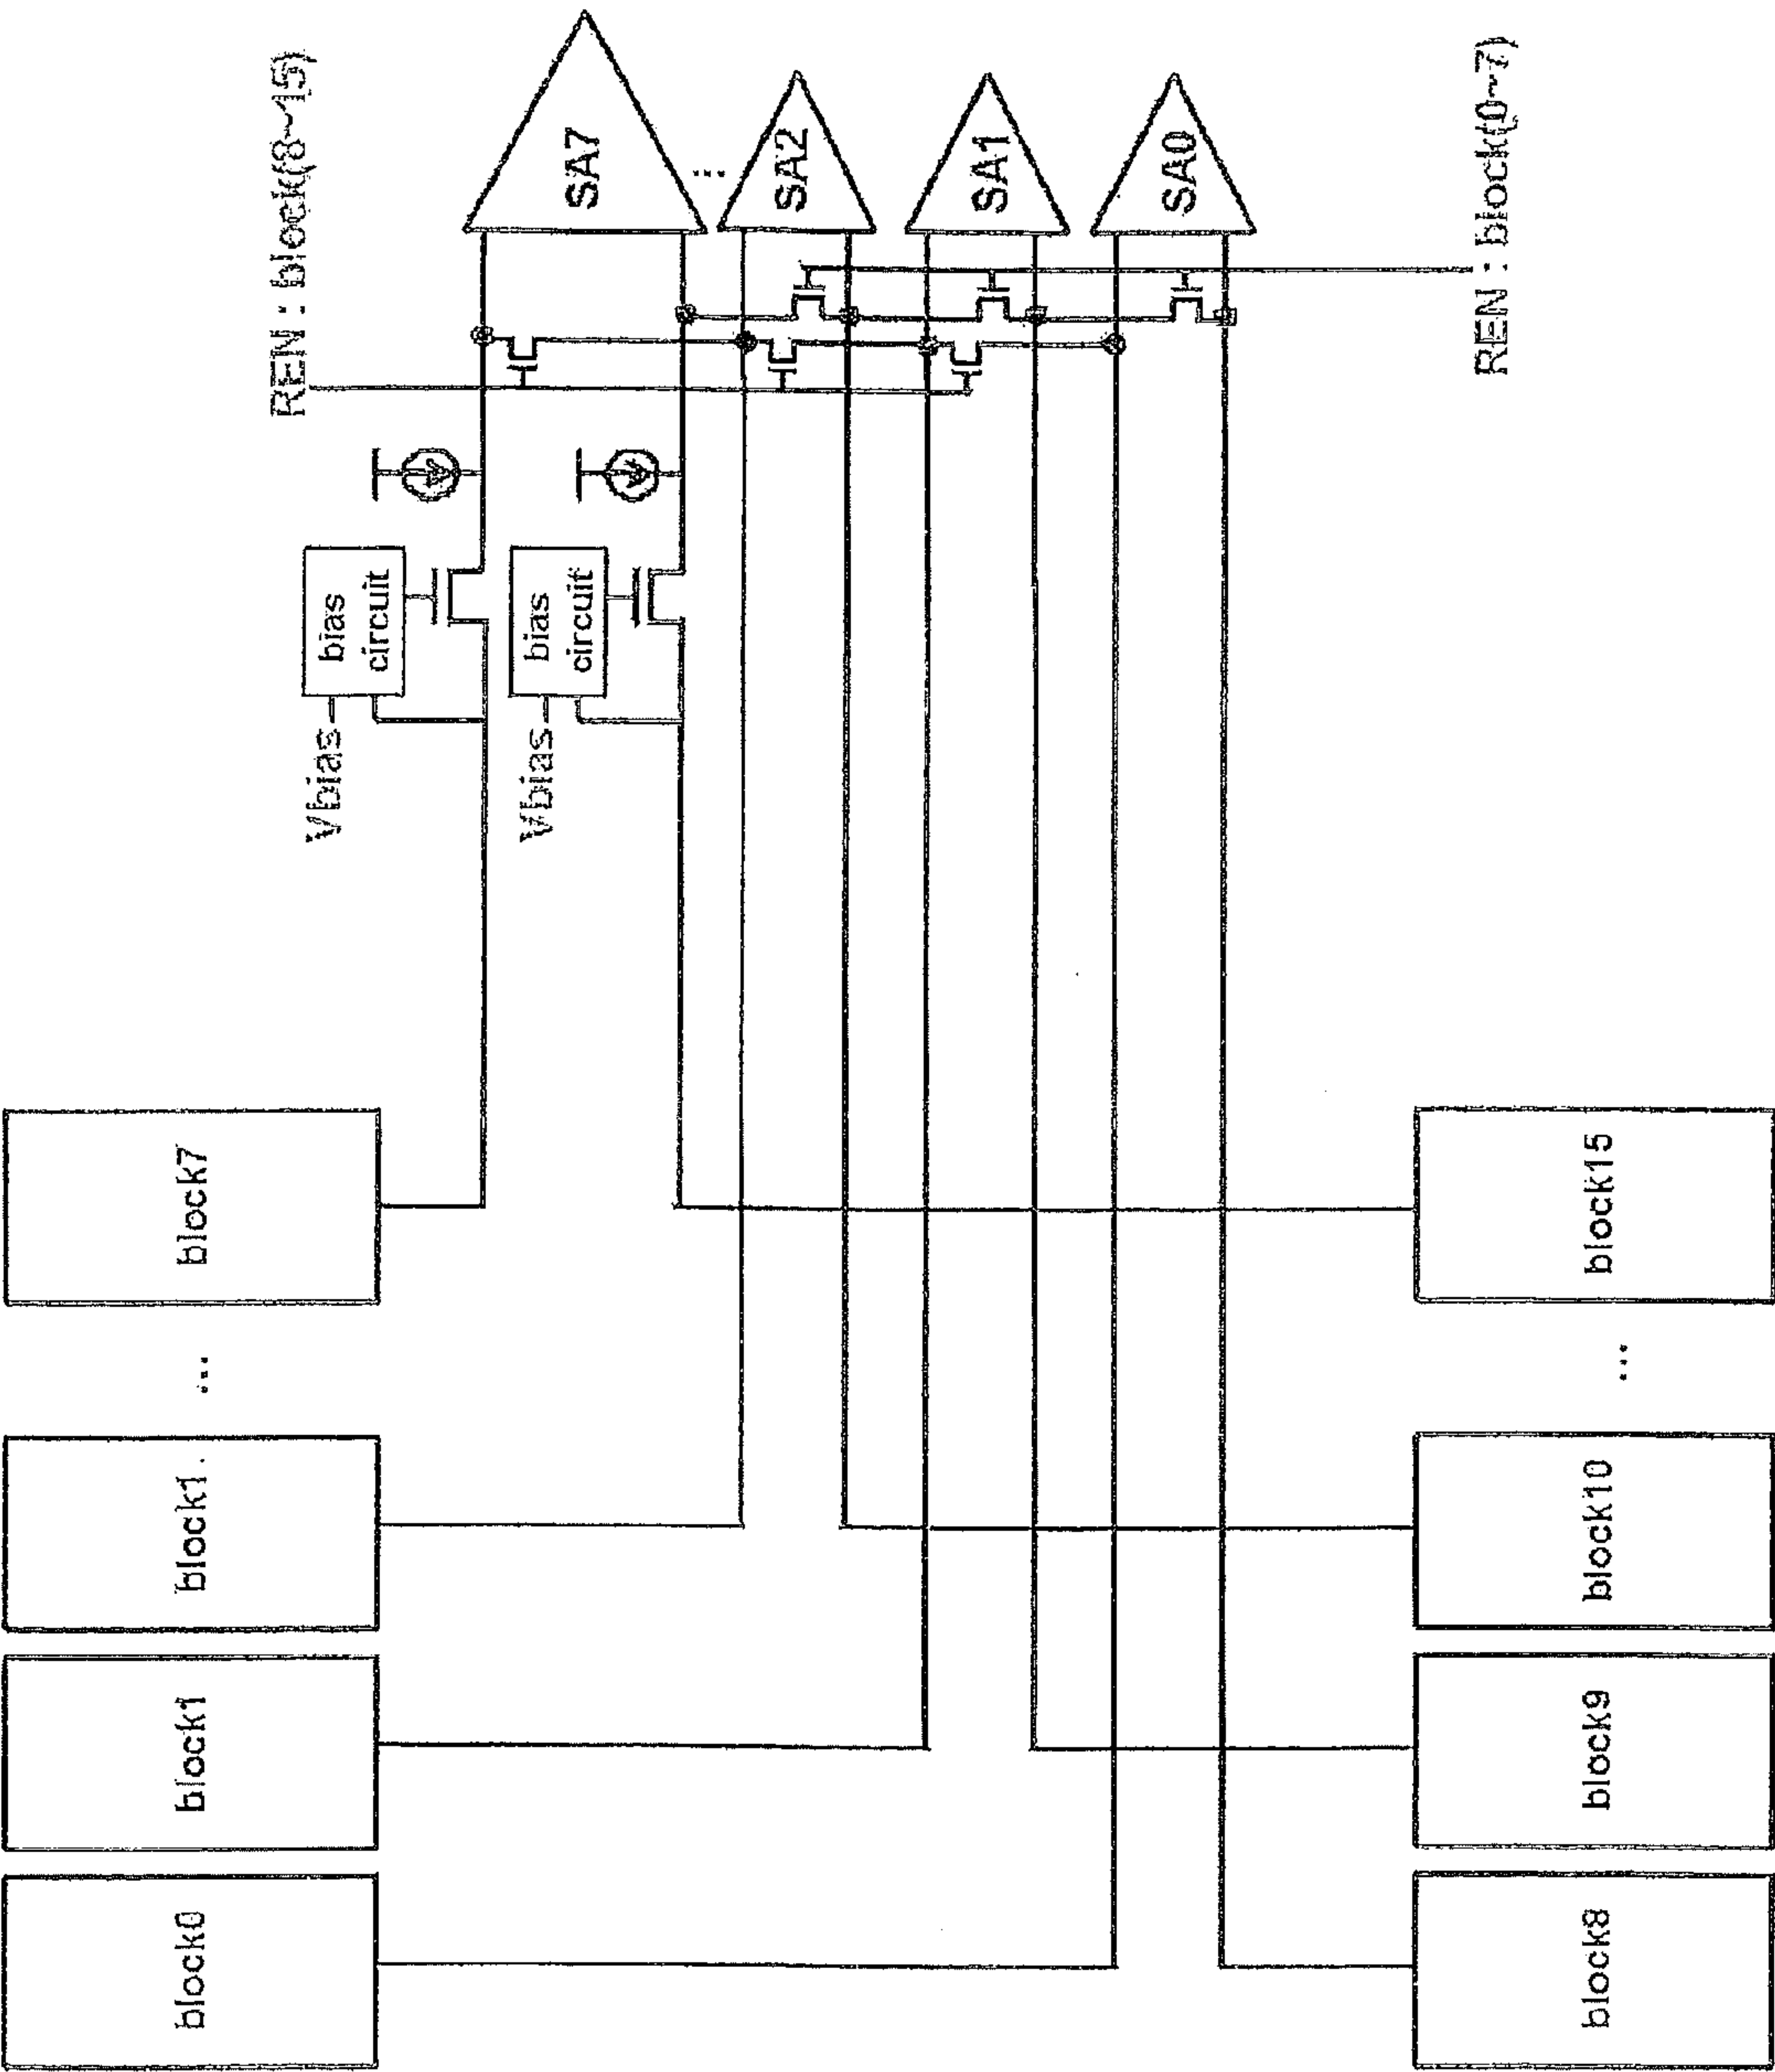 block0
block1
block1.
...
block7
Vbias
bias
circuit
Vbias
bias
circuit
REN : block(8~15)
SA7
...
SA2
SA1
SA0
REN : block(0~7)
block8
block9
block10
...
block15